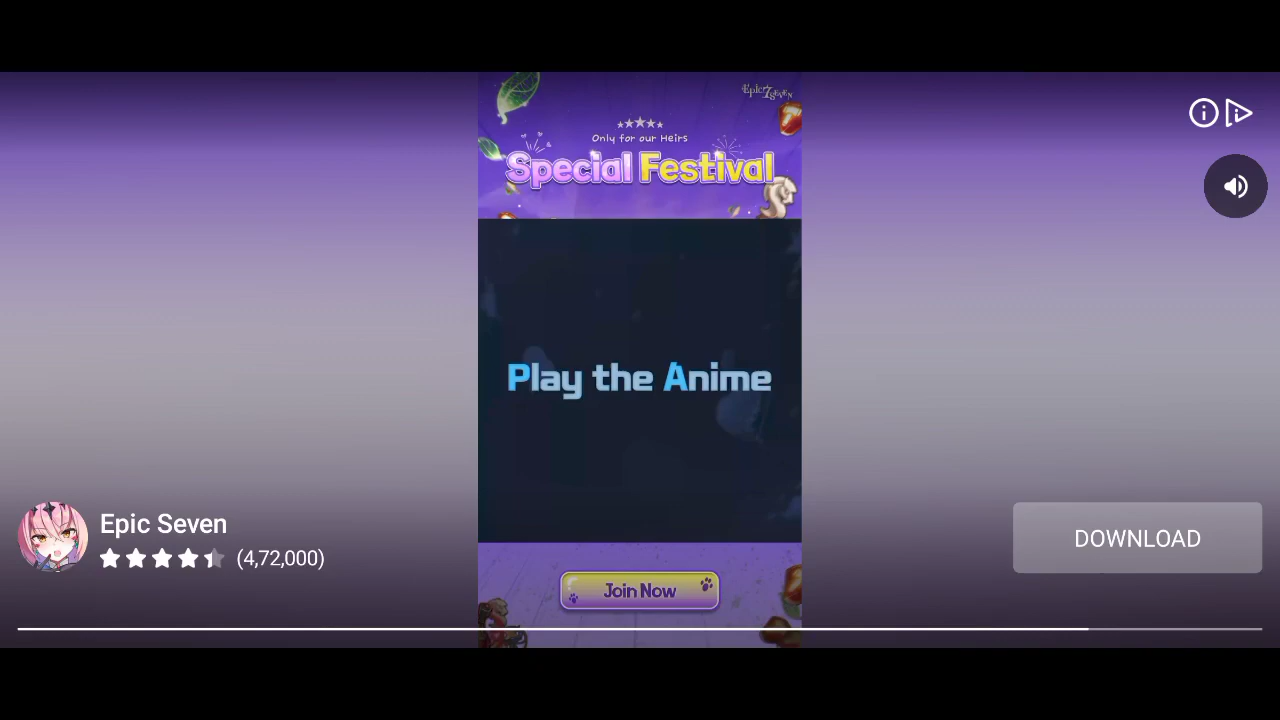 Epic 7 SEVEN
Only for our Heirs
Special Festival
Play the Anime
Epic Seven
(4,72,000)
DOWNLOAD
Join Now